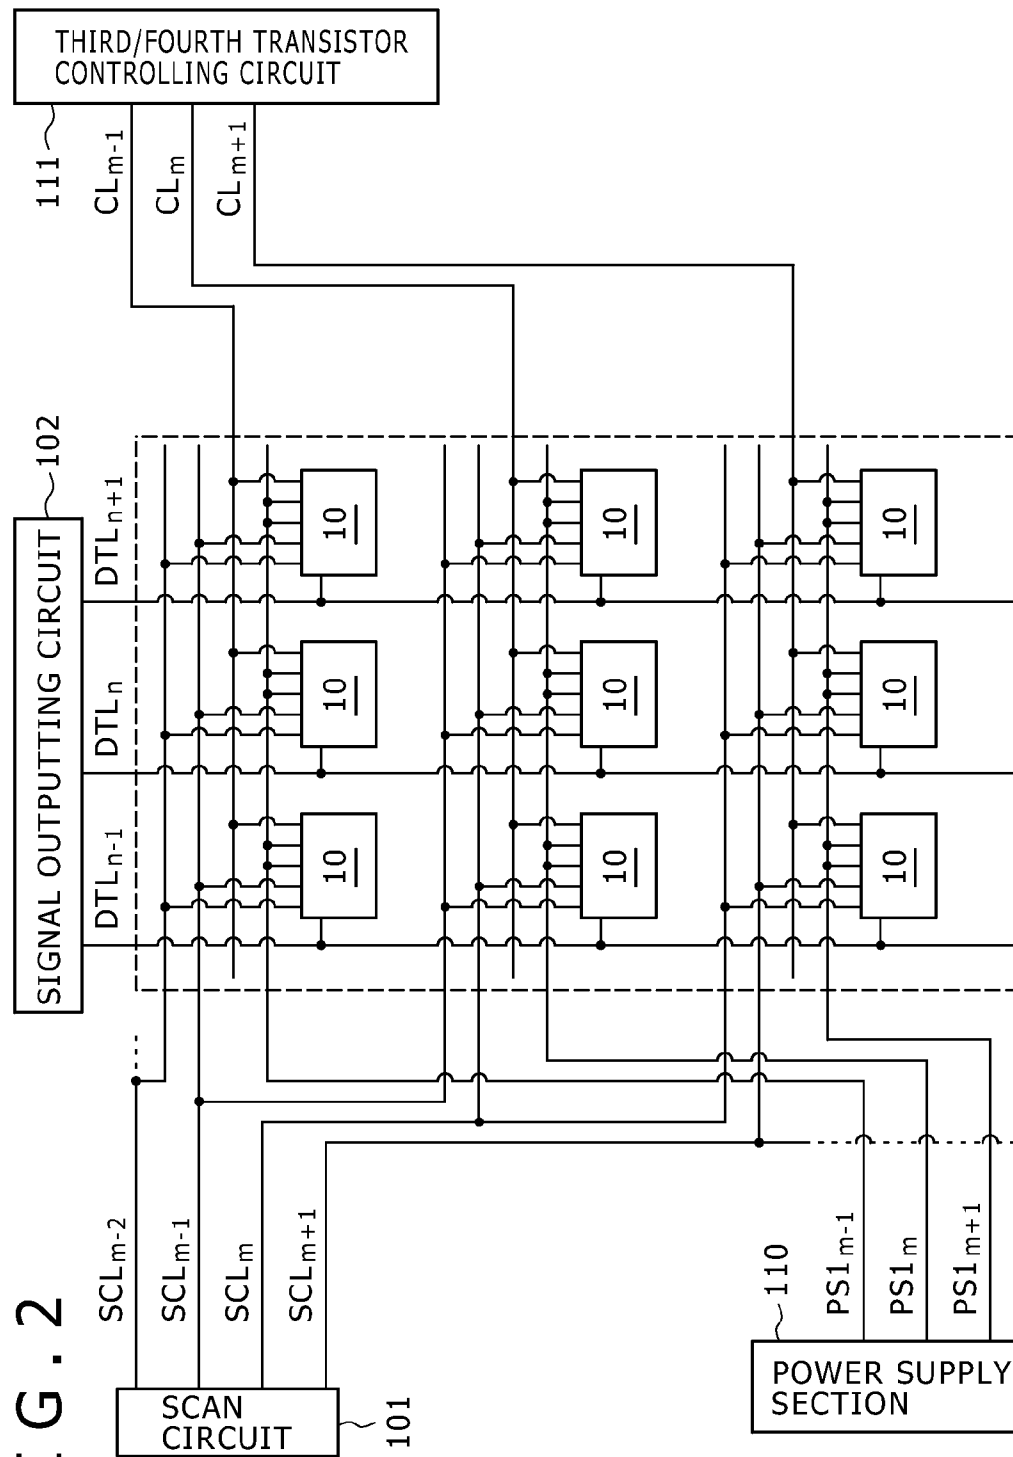 THIRD/FOURTH TRANSISTOR
CONTROLLING CIRCUIT
111
CLm-1
CLm
CLm+1
SIGNAL OUTPUTTING CIRCUIT
102
DTLn+1
DTLn
DTLn-1
10
10
10
10
10
10
10
10
10
SCLm-2
SCLm-1
SCLm
SCLm+1
PS1m-1
PS1m
PS1m+1
110
POWER SUPPLY
SECTION
SCAN
CIRCUIT
101
G.2